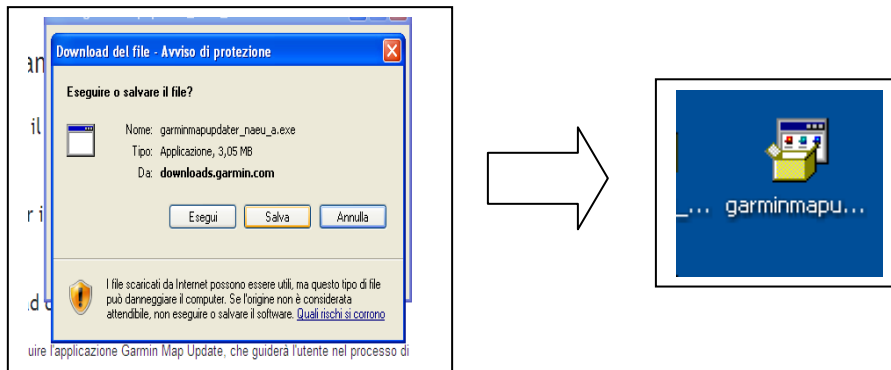 Download del file - Avviso di protezione
an
Eseguire o salvare il file?
il
Nome: garminmapupdater_naeu_a.exe
Tipo: Applicazione, 3,05 MB
Da: downloads.garmin.com
r i
Esegui Salva Annulla
I file scaricati da Internet possono essere utili, ma questo tipo di file
può danneggiare il computer. Se l'origine non è considerata
attendibile, non eseguire o salvare il software. Quali rischi si corrono
ad
uire l'applicazione Garmin Map Update, che guiderà l'utente nel processo di
_... garminmapu...